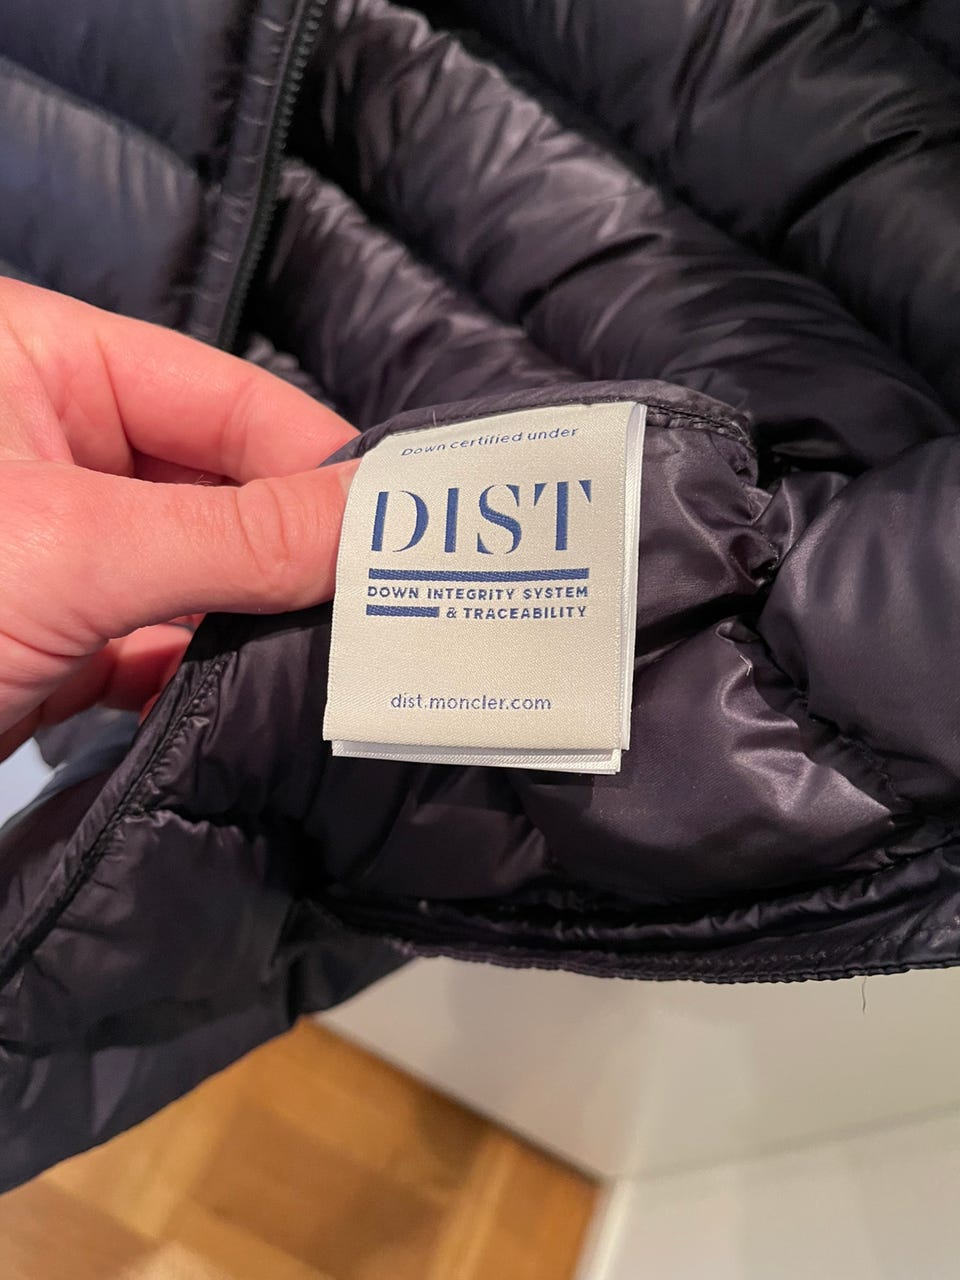 Down certified under
DIST
DOWN INTEGRITY SYSTEM
& TRACEABILITY
dist.moncler.com